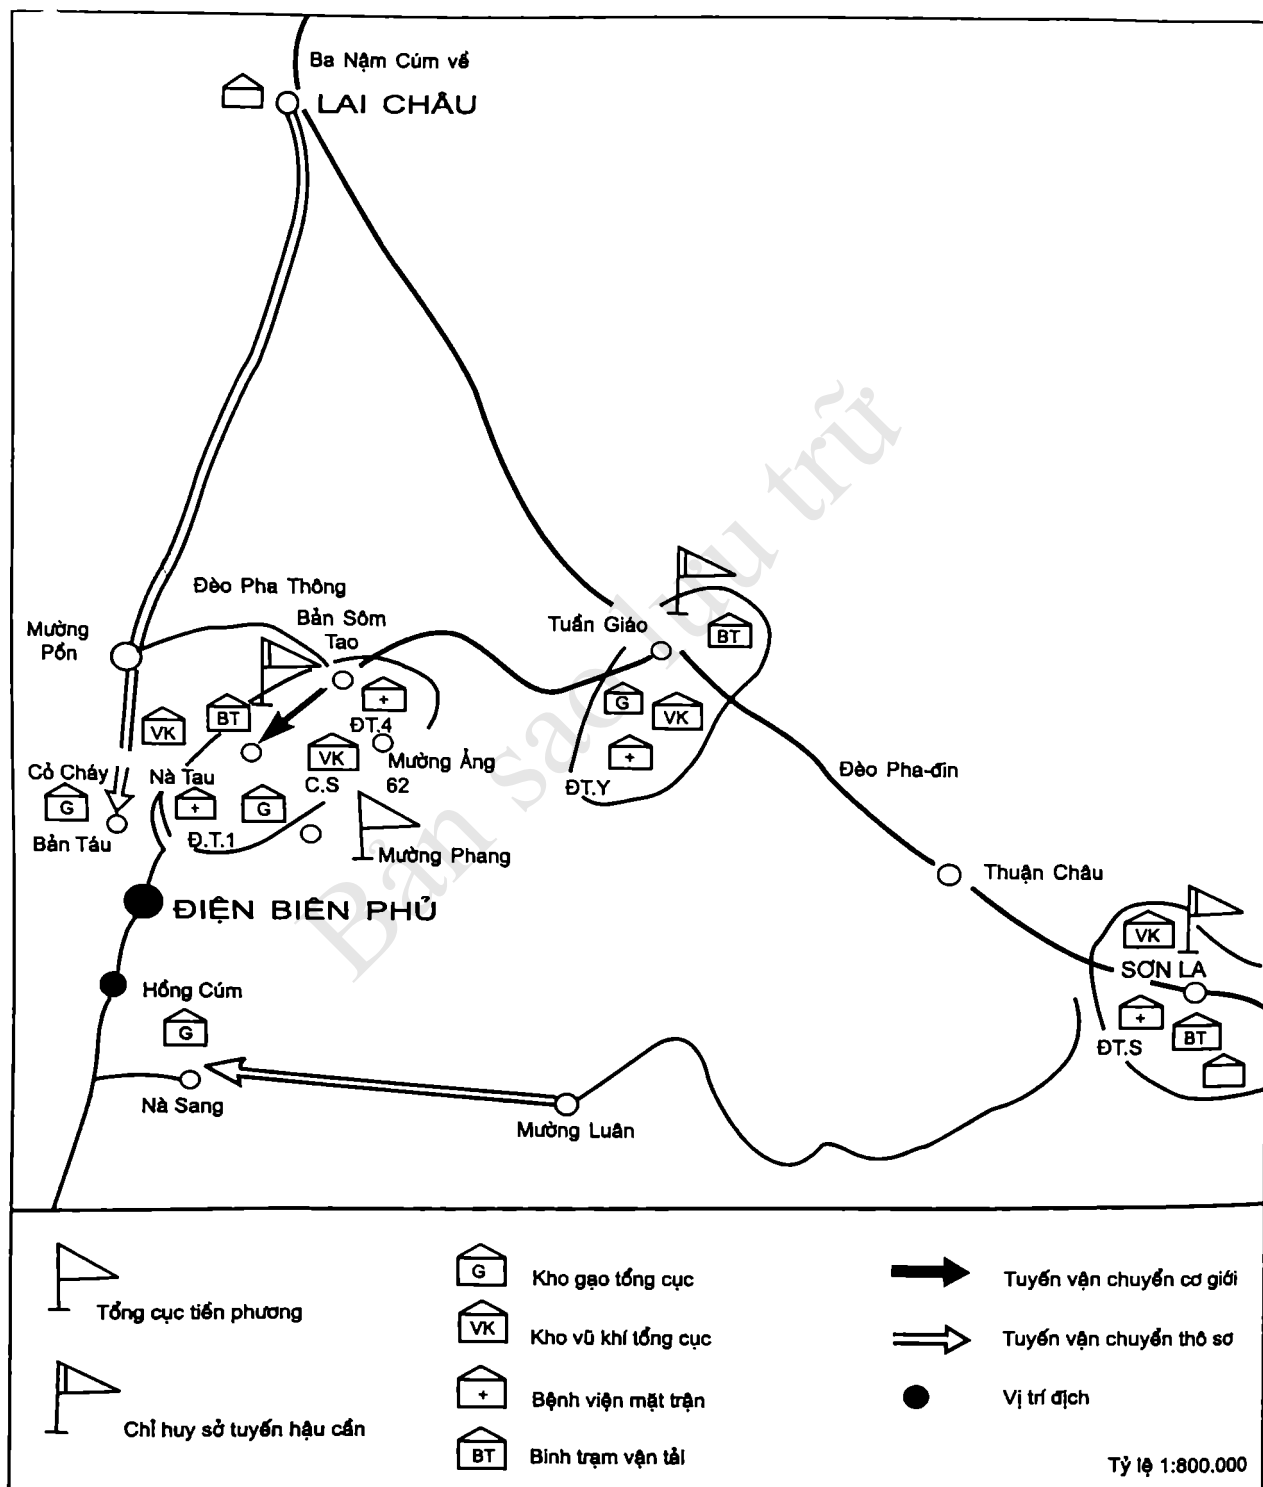 Ba Nậm Cúm về
LAI CHÂU
Đèo Pha Thông
Bản Sôm
Tao
Mường
Pồn
Tuần Giáo
BT
G
VK
+
ĐT.Y
BT
VK
+
ĐT.4
VK
C.S
Mường Ảng
62
Cỏ Cháy
G
Bản Táu
Nà Tau
+
G
Đ.T.1
Mường Phang
Đèo Pha-đin
Thuận Châu
ĐIỆN BIÊN PHỦ
VK
SƠN LA
+
BT
ĐT.S
Hồng Cúm
G
Nà Sang
Mường Luân
Bản sao lưu trữ
Tổng cục tiền phương
Chỉ huy sở tuyến hậu cần
G Kho gạo tổng cục
VK Kho vũ khí tổng cục
+ Bệnh viện mặt trận
BT Binh trạm vận tải
Tuyến vận chuyển cơ giới
Tuyến vận chuyển thô sơ
Vị trí địch
Tỷ lệ 1:800.000